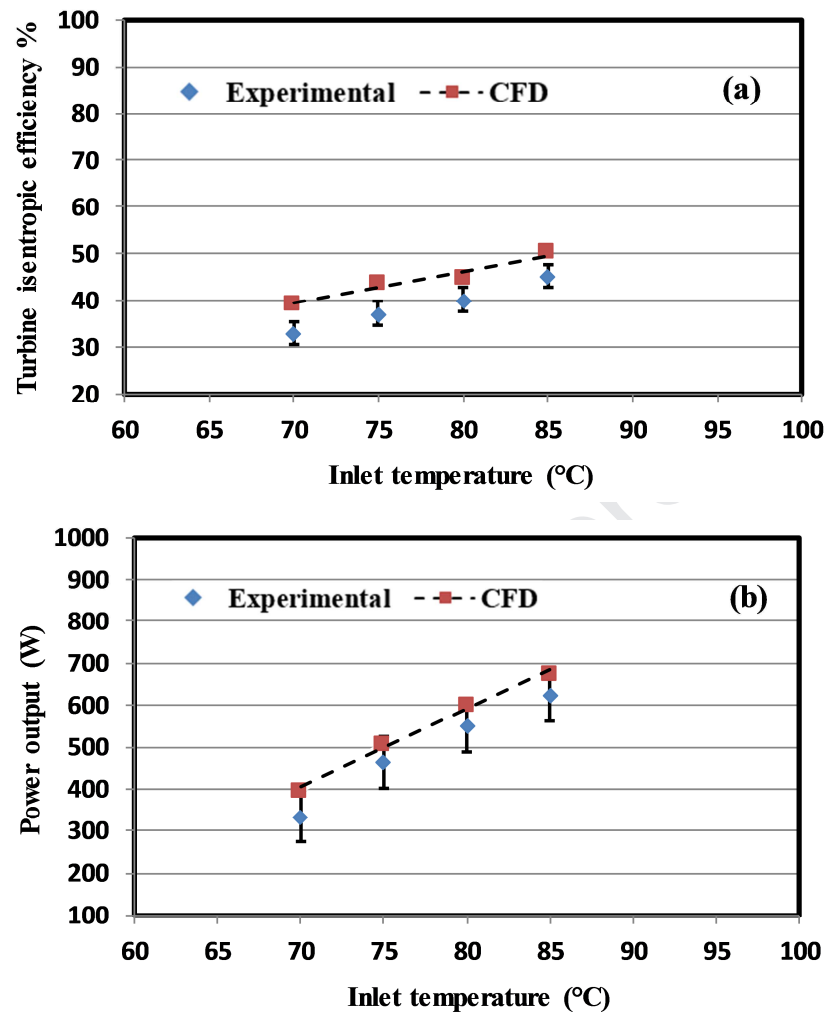 Turbine isentropic efficiency %
100
90
80
70
60
50
40
30
20
Experimental CFD
(a)
60 65 70 75 80 85 90 95 100
Inlet temperature (°C)
Power output (W)
1000
900
800
700
600
500
400
300
200
100
Experimental CFD
(b)
60 65 70 75 80 85 90 95 100
Inlet temperature (°C)